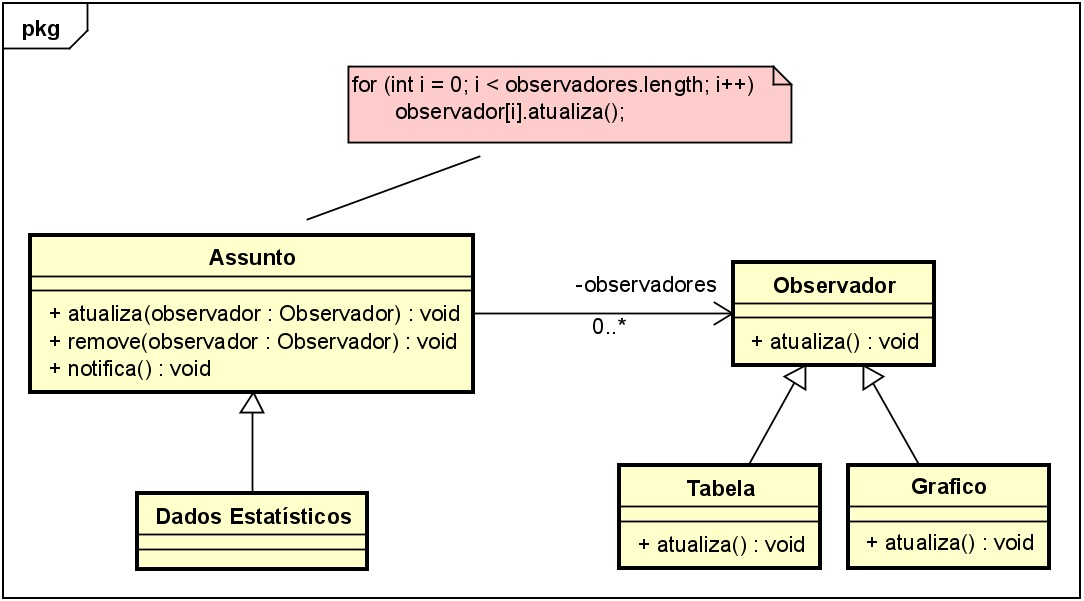 pkg
for (int i = 0; i < observadores.length; i++)
observador[i].atualiza();
Assunto
+ atualiza(observador : Observador) : void
+ remove(observador : Observador) : void
+ notifica() : void
-observadores
0..*
Observador
+ atualiza() : void
Dados Estatísticos
Tabela
+ atualiza() : void
Grafico
+ atualiza() : void